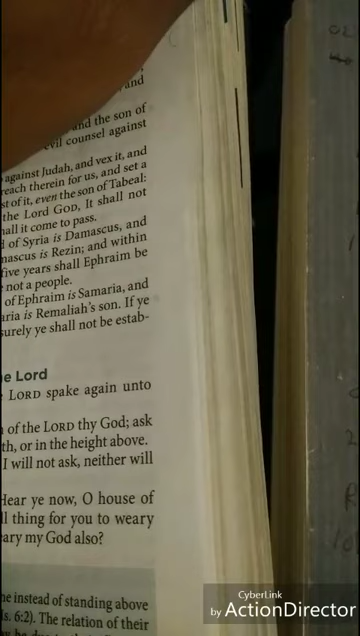 and
and the son of
evil counsel against
against Judah, and vex it, and
reach therein for us, and set a
st of it, even the son of Tabeal:
the Lord GOD, It shall not
hall it come to pass.
d of Syria is Damascus, and
mascus is Rezin; and within
five years shall Ephraim be
not a people.
of Ephraim is Samaria, and
aria is Remaliah's son. If ye
surely ye shall not be estab-
he Lord
LORD spake again unto
of the LORD thy God; ask
th, or in the height above.
I will not ask, neither will
Hear ye now, O house of
ll thing for you to weary
eary my God also?
ne instead of standing above
Is. 6:2). The relation of their
CyberLink
by ActionDirector